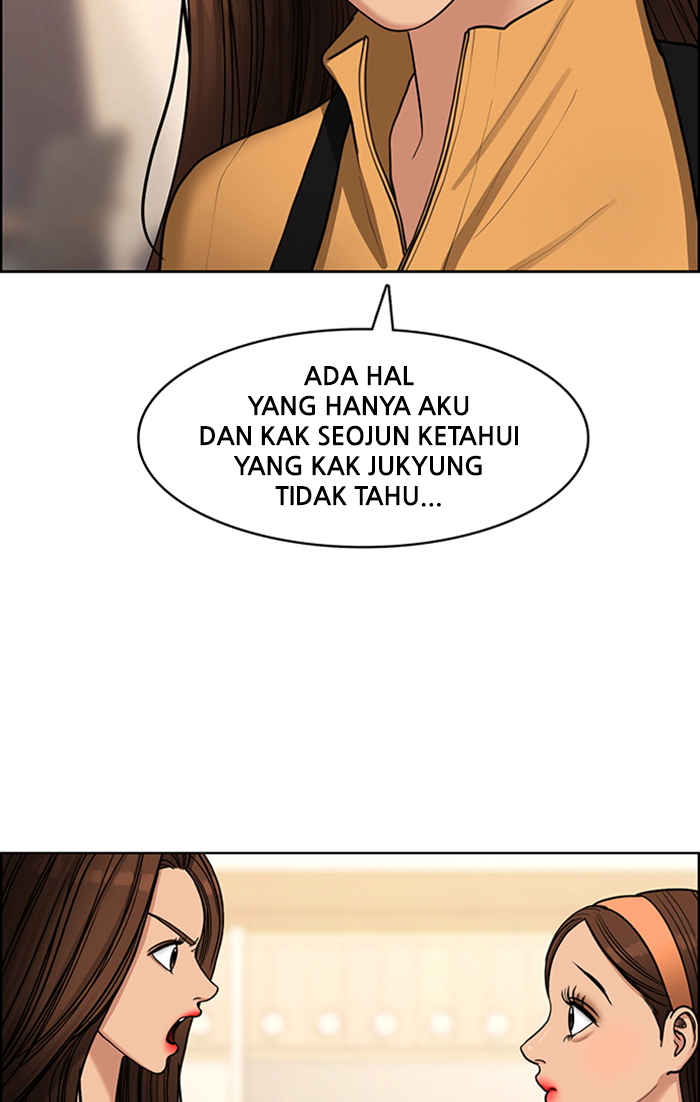 ADA HAL
YANG HANYA AKU
DAN KAK SEOJUN KETAHUI
YANG KAK JUKYUNG
TIDAK TAHU...